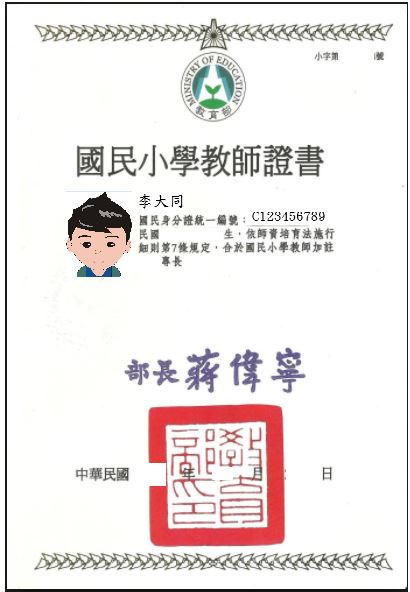 小字第　　號
MINISTRY OF EDUCATION
教育部
國民小學教師證書
李大同
國民身分證統一編號：C123456789
民國　　　　生，依師資培育法施行
細則第7條規定，合於國民小學教師加註
專長
部長 蔣偉寧
中華民國　　年　　月　　日